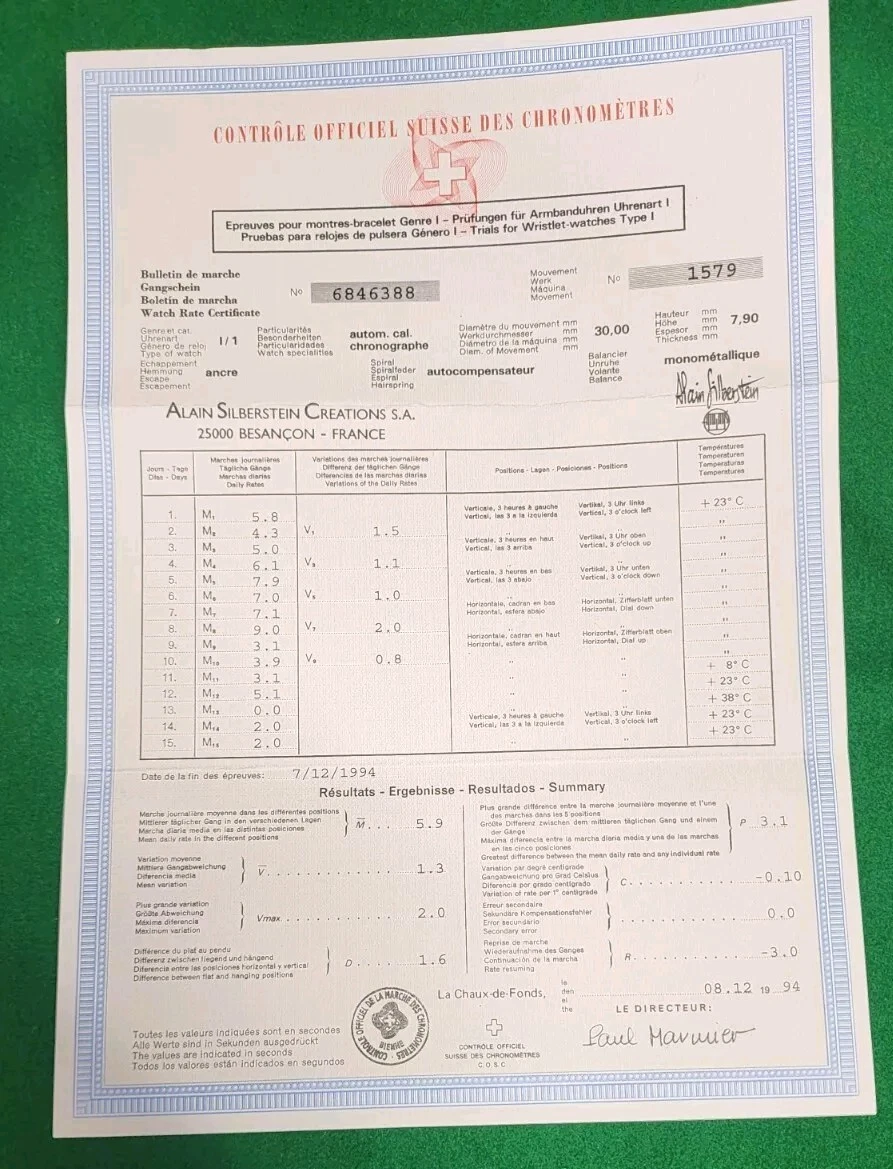 CONTRÔLE OFFICIEL SUISSE DES CHRONOMÈTRES
Epreuves pour montres-bracelet Genre I – Prüfungen für Armbanduhren Uhrenart I
Pruebas para relojes de pulsera Género I – Trials for Wristlet-watches Type I
Bulletin de marche
Gangschein
Boletin de marcha
Watch Rate Certificate
No 6846388
Mouvement
Werk
Máquina
Movement
No 1579
Genre et cat.
Uhrenart
Género de reloj
Type of watch
I/1
Particularités
Besonderheiten
Particularidades
Watch specialities
autom. cal.
chronographe
Diamètre du mouvement mm
Werkdurchmesser mm
Diámetro de la máquina mm
Diam. of Movement mm
30,00
Hauteur mm
Höhe mm
Espesor mm
Thickness mm
7,90
Echappement
Hemmung
Escape
Escapement
ancre
Spiral
Spiralfeder
Espiral
Hairspring
autocompensateur
Balancier
Unruhe
Volante
Balance
monométallique
Alain Silberstein
ALAIN SILBERSTEIN CREATIONS S.A.
25000 BESANÇON - FRANCE
Jours - Tage
Dias - Days
Marches journalières
Tägliche Gänge
Marchas diarias
Daily Rates
Variations des marches journalières
Differenz der täglichen Gänge
Diferencias de las marchas diarias
Variations of the Daily Rates
Positions - Lagen - Posiciones - Positions
Températures
Temperaturen
Temperaturas
Temperatures
1. M₁ 5.8 Verticale, 3 heures à gauche Vertikal, 3 Uhr links + 23° C
Vertical, las 3 a la izquierda Vertical, 3 o'clock left
2. M₂ 4.3 V₁ 1.5 " " "
3. M₃ 5.0 Verticale, 3 heures en haut Vertikal, 3 Uhr oben "
Vertical, las 3 arriba Vertical, 3 o'clock up
4. M₄ 6.1 V₃ 1.1 " " "
5. M₅ 7.9 Verticale, 3 heures en bas Vertikal, 3 Uhr unten "
Vertical, las 3 abajo Vertical, 3 o'clock down
6. M₆ 7.0 V₅ 1.0 " " "
7. M₇ 7.1 Horizontale, cadran en bas Horizontal, Zifferblatt unten "
Horizontal, esfera abajo Horizontal, Dial down
8. M₈ 9.0 V₇ 2.0 " " "
9. M₉ 3.1 Horizontale, cadran en haut Horizontal, Zifferblatt oben "
Horizontal, esfera arriba Horizontal, Dial up
10. M₁₀ 3.9 V₉ 0.8 " " "
11. M₁₁ 3.1 " " + 8° C
12. M₁₂ 5.1 " " + 23° C
13. M₁₃ 0.0 " " + 38° C
14. M₁₄ 2.0 Verticale, 3 heures à gauche Vertikal, 3 Uhr links + 23° C
Vertical, las 3 a la izquierda Vertical, 3 o'clock left
15. M₁₅ 2.0 " " + 23° C
Date de la fin des épreuves: 7/12/1994
Résultats - Ergebnisse - Resultados - Summary
Marche journalière moyenne dans les différentes positions
Mittlerer täglicher Gang in den verschiedenen Lagen
Marcha diaria media en las distintas posiciones
Mean daily rate in the different positions
M̅... 5.9
Variation moyenne
Mittlere Gangabweichung
Diferencia media
Mean variation
V̅. 1.3
Plus grande variation
Größte Abweichung
Máxima diferencia
Maximum variation
Vmax. 2.0
Différence du plat au pendu
Differenz zwischen liegend und hängend
Diferencia entre las posiciones horizontal y vertical
Difference between flat and hanging positions
D.... 1.6
Plus grande différence entre la marche journalière moyenne et l'une
des marches dans les 5 positions
Größte Differenz zwischen dem mittleren täglichen Gang und einem
der Gänge
Máxima diferencia entre la marcha diaria media y una de las marchas
en las cinco posiciones
Greatest difference between the mean daily rate and any individual rate
P 3.1
Variation par degré centigrade
Gangabweichung pro Grad Celsius
Diferencia por grado centigrado
Variation of rate per 1° centigrade
C. -0.10
Erreur secondaire
Sekundäre Kompensationsfehler
Error secundario
Secondary error
0.0
Reprise de marche
Wiederaufnahme des Ganges
Continuación de la marcha
Rate resuming
R. -3.0
La Chaux-de-Fonds,
le
den
el
the
08.12 19 94
LE DIRECTEUR:
Toutes les valeurs indiquées sont en secondes
Alle Werte sind in Sekunden ausgedrückt
The values are indicated in seconds
Todos los valores están indicados en segundos
CONTRÔLE OFFICIEL DE LA MARCHE DES CHRONOMÈTRES
BIENNE
CONTRÔLE OFFICIEL
SUISSE DES CHRONOMÈTRES
C.O.S.C.